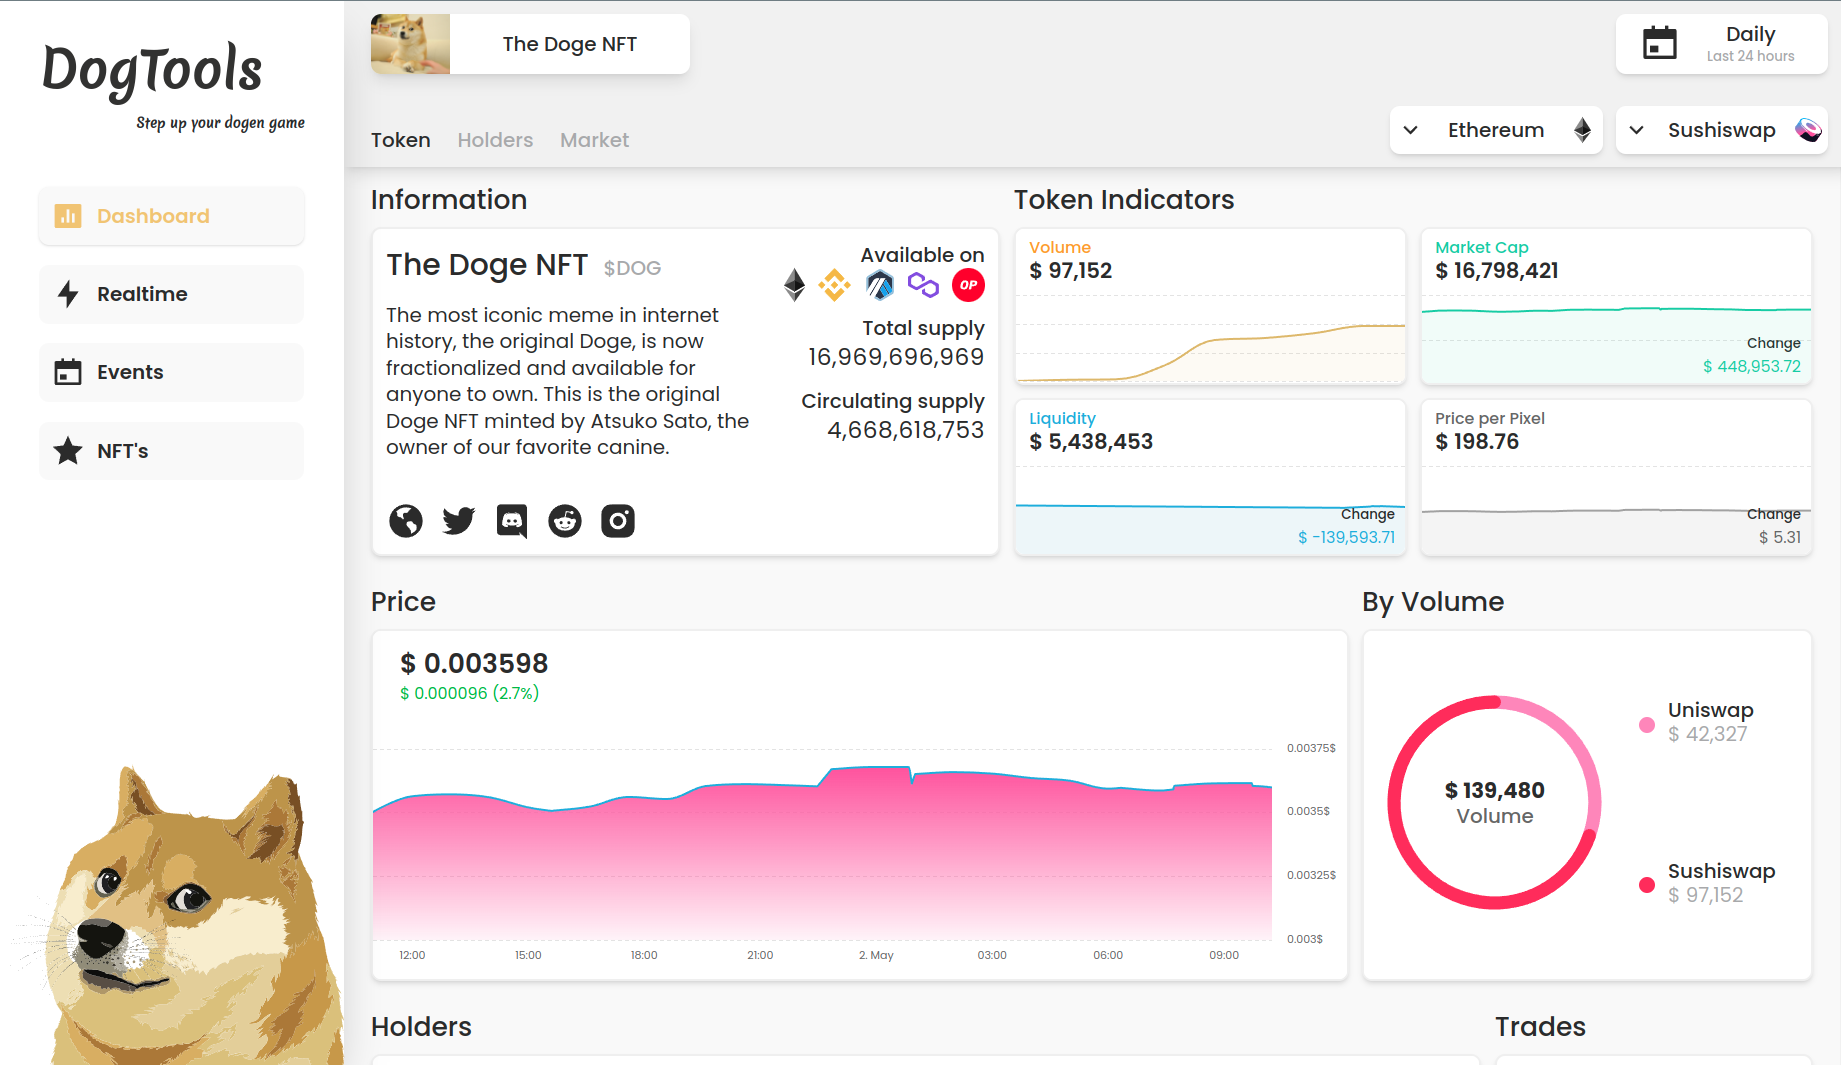 DogTools
Step up your dogen game
Dashboard
Realtime
Events
NFT's
The Doge NFT
Daily
Last 24 hours
Token
Holders
Market
Ethereum
Sushiswap
Information
The Doge NFT $DOG
The most iconic meme in internet
history, the original Doge, is now
fractionalized and available for
anyone to own. This is the original
Doge NFT minted by Atsuko Sato, the
owner of our favorite canine.
Available on
OP
Total supply
16,969,696,969
Circulating supply
4,668,618,753
Token Indicators
Volume
$ 97,152
Market Cap
$ 16,798,421
Change
$ 448,953.72
Liquidity
$ 5,438,453
Change
$ -139,593.71
Price per Pixel
$ 198.76
Change
$ 5.31
Price
$ 0.003598
$ 0.000096 (2.7%)
0.00375$
0.0035$
0.00325$
0.003$
12:00
15:00
18:00
21:00
2. May
03:00
06:00
09:00
By Volume
$ 139,480
Volume
Uniswap
$ 42,327
Sushiswap
$ 97,152
Holders
Trades